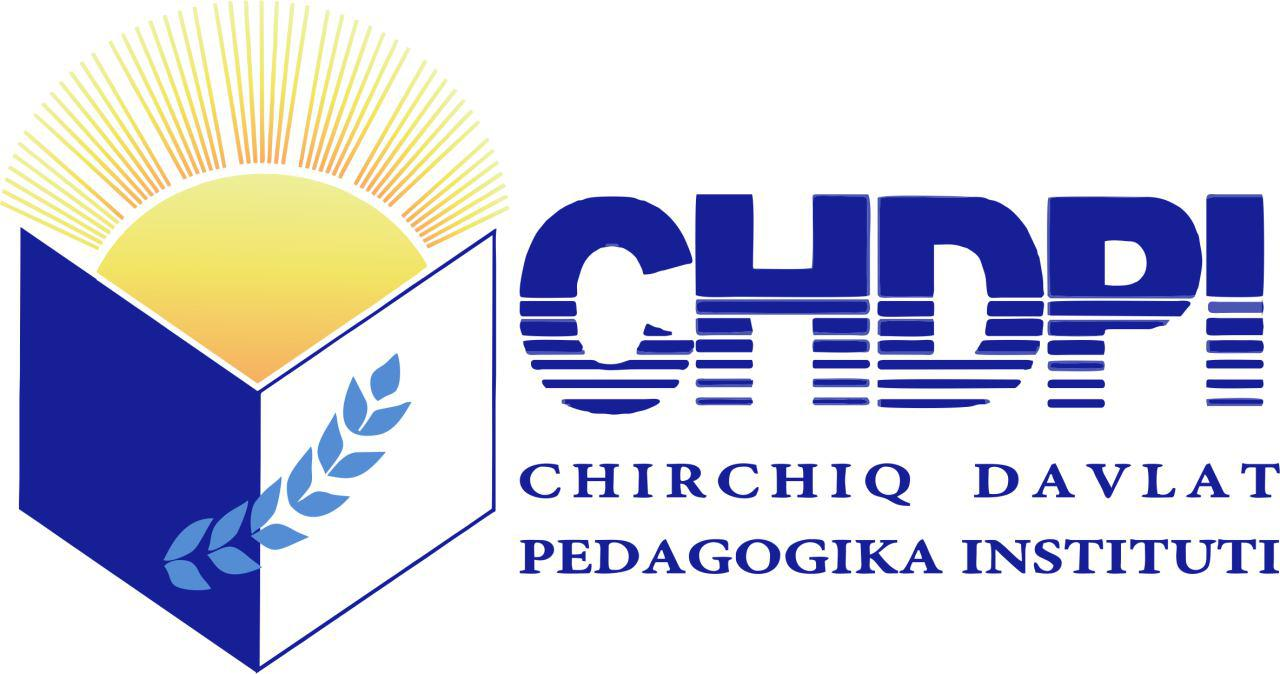 CHDPI
CHIRCHIQ DAVLAT
PEDAGOGIKA INSTITUTI